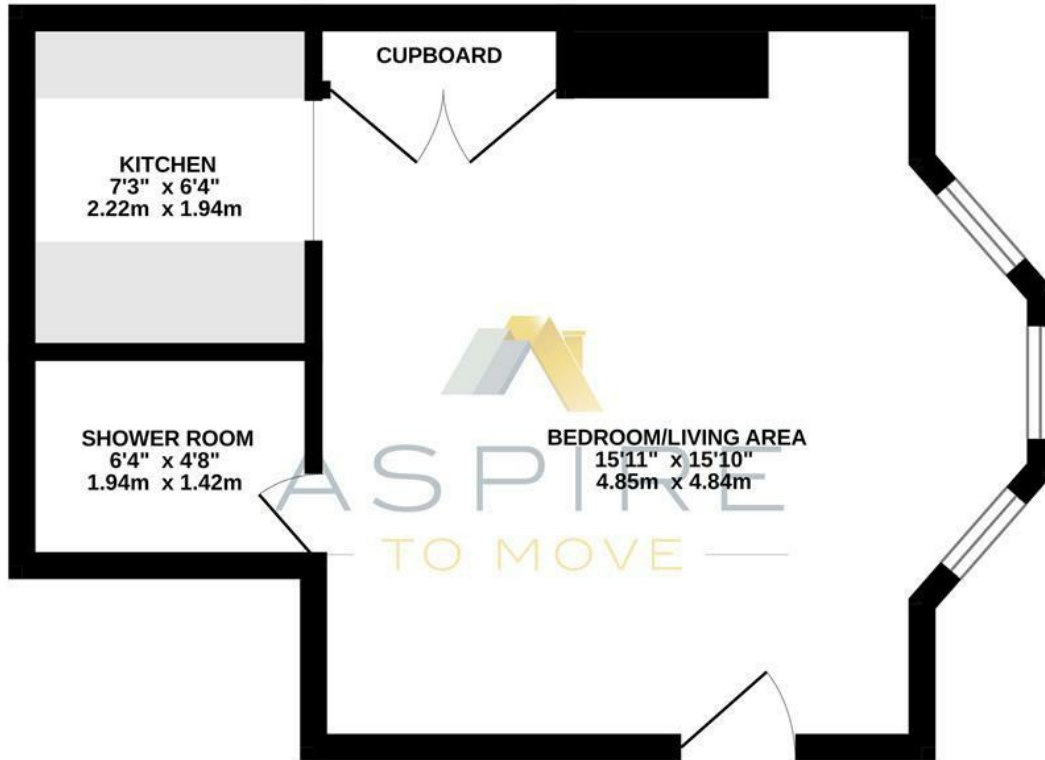 CUPBOARD
KITCHEN
7'3" x 6'4"
2.22m x 1.94m
SHOWER ROOM
6'4" x 4'8"
1.94m x 1.42m
BEDROOM/LIVING AREA
15'11" x 15'10"
4.85m x 4.84m
ASPIRE
TO MOVE